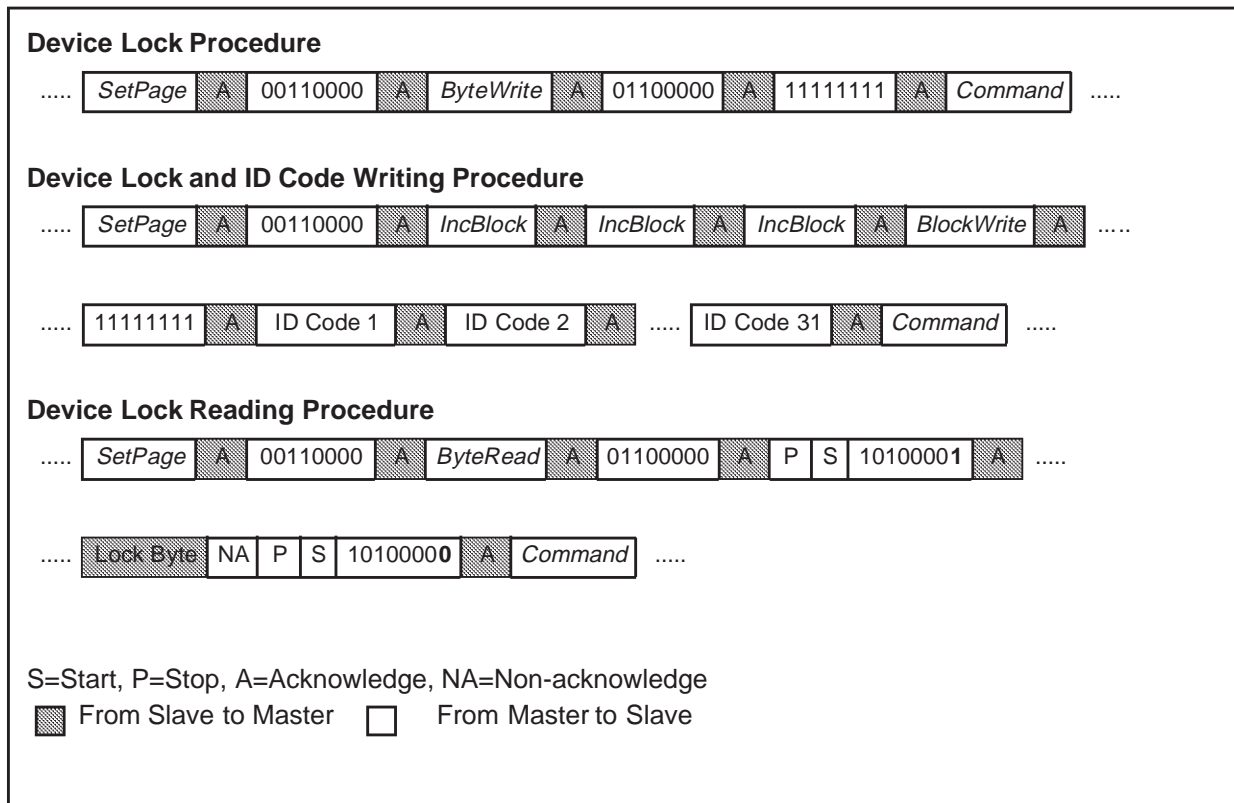 Device Lock Procedure
..... SetPage A 00110000 A ByteWrite A 01100000 A 11111111 A Command .....
Device Lock and ID Code Writing Procedure
..... SetPage A 00110000 A IncBlock A IncBlock A IncBlock A BlockWrite A .....
..... 11111111 A ID Code 1 A ID Code 2 A ..... ID Code 31 A Command .....
Device Lock Reading Procedure
..... SetPage A 00110000 A ByteRead A 01100000 A P S 10100001 A .....
..... Lock Byte NA P S 10100000 A Command .....
S=Start, P=Stop, A=Acknowledge, NA=Non-acknowledge
From Slave to Master From Master to Slave